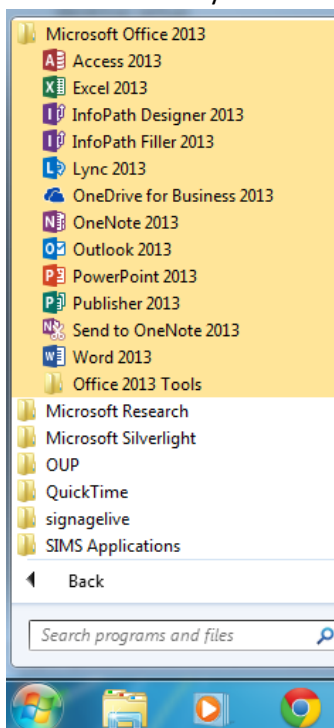 Microsoft Office 2013
Access 2013
Excel 2013
InfoPath Designer 2013
InfoPath Filler 2013
Lync 2013
OneDrive for Business 2013
OneNote 2013
Outlook 2013
PowerPoint 2013
Publisher 2013
Send to OneNote 2013
Word 2013
Office 2013 Tools
Microsoft Research
Microsoft Silverlight
OUP
QuickTime
signagelive
SIMS Applications
Back
Search programs and files